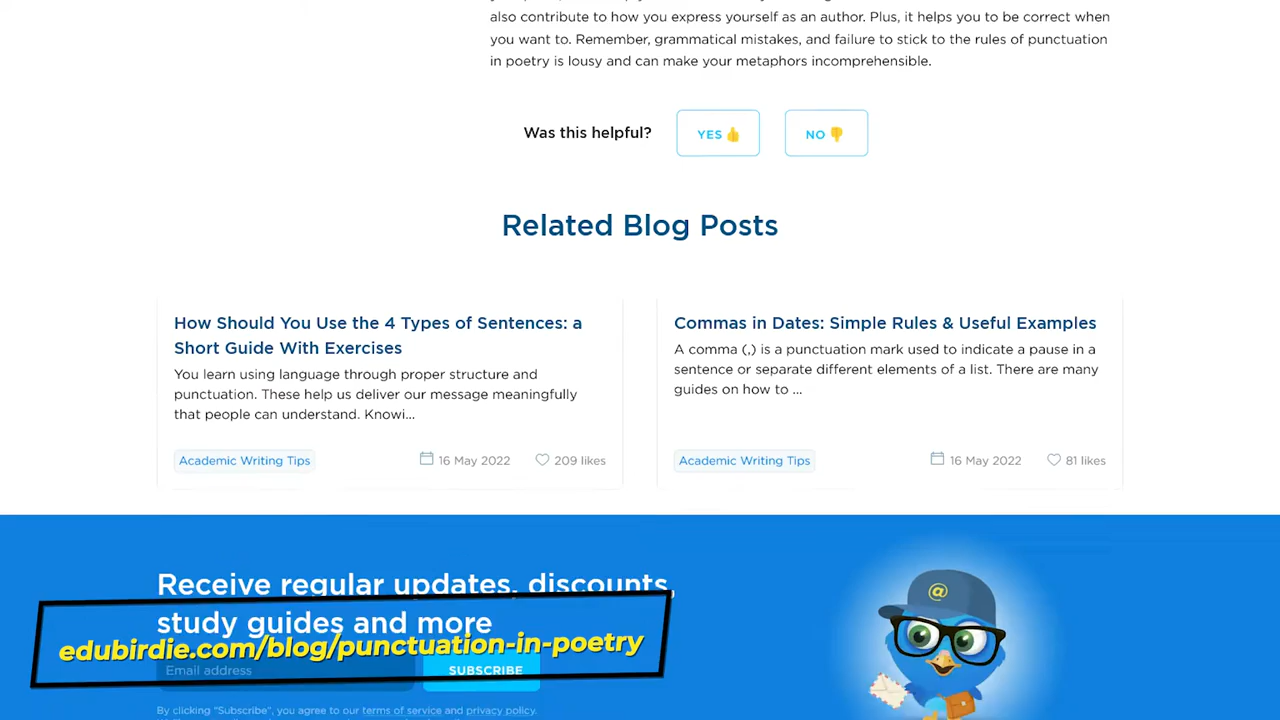 also contribute to how you express yourself as an author. Plus, it helps you to be correct when
you want to. Remember, grammatical mistakes, and failure to stick to the rules of punctuation
in poetry is lousy and can make your metaphors incomprehensible.
Was this helpful?
YES 👍
NO 👎
Related Blog Posts
How Should You Use the 4 Types of Sentences: a
Short Guide With Exercises
You learn using language through proper structure and
punctuation. These help us deliver our message meaningfully
that people can understand. Knowi...
Academic Writing Tips
16 May 2022
209 likes
Commas in Dates: Simple Rules & Useful Examples
A comma (,) is a punctuation mark used to indicate a pause in a
sentence or separate different elements of a list. There are many
guides on how to ...
Academic Writing Tips
16 May 2022
81 likes
Receive regular updates, discounts,
study guides and more
edubirdie.com/blog/punctuation-in-poetry
Email address
SUBSCRIBE
By clicking "Subscribe", you agree to our terms of service and privacy policy.
@